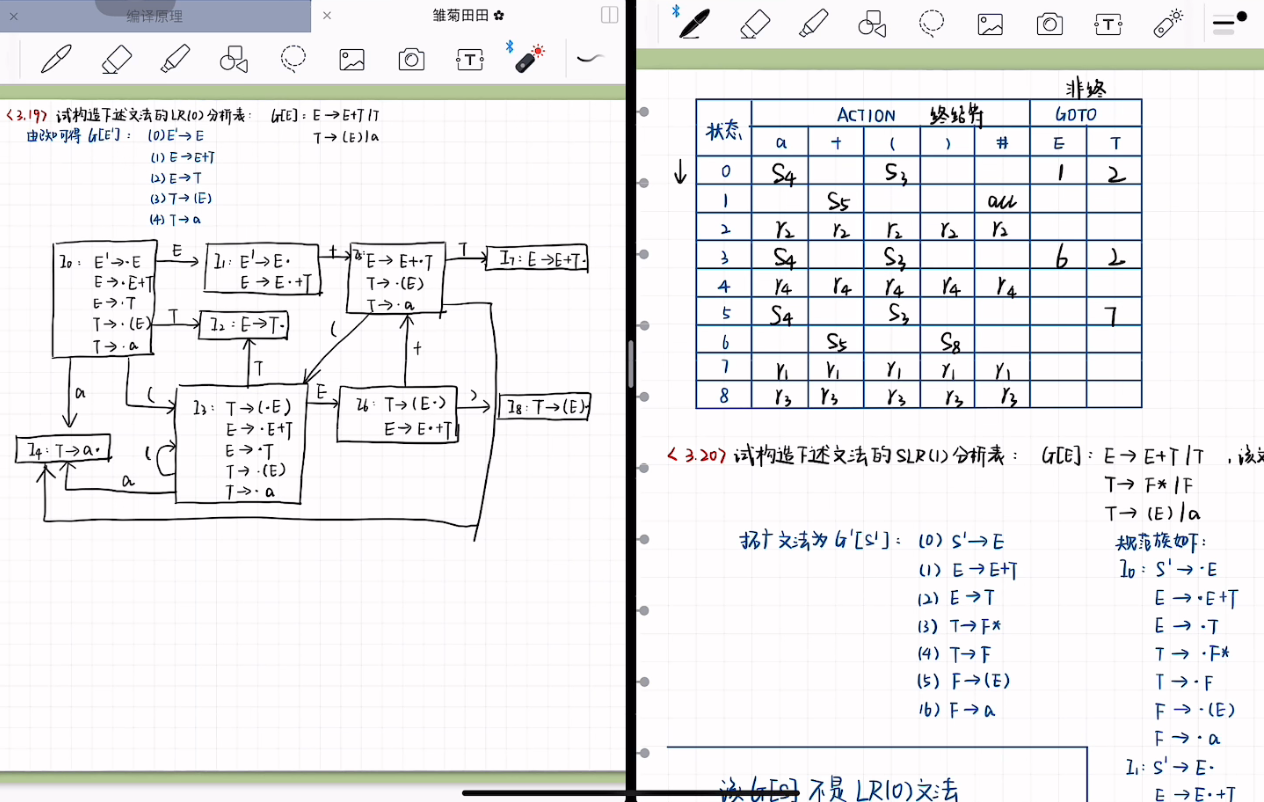 编译原理
雏菊田田 ✿
<3.19> 试构造下述文法的LR(0)分析表: G[E]: E→E+T|T
T→(E)|a
由已知可得 G[E']: (0) E'→E
(1) E→E+T
(2) E→T
(3) T→(E)
(4) T→a
I0: E'→·E
E→·E+T
E→·T
T→·(E)
T→·a
E
I1: E'→E·
E→E·+T
+
E→E+·T
T→·(E)
T→·a
T
I7: E→E+T·
T
I2: E→T·
a
(
T
(
+
I3: T→(·E)
E→·E+T
E→·T
T→·(E)
T→·a
E
I6: T→(E·)
E→E·+T
)
I8: T→(E)·
I4: T→a·
(
a
非终
状态 ACTION 终结符 GOTO
a + ( ) # E T
0 S4 S3 1 2
1 S5 acc
2 r2 r2 r2 r2 r2
3 S4 S3 6 2
4 r4 r4 r4 r4 r4
5 S4 S3 7
6 S5 S8
7 r1 r1 r1 r1 r1
8 r3 r3 r3 r3 r3
<3.20> 试构造下述文法的SLR(1)分析表: G[E]: E→E+T|T ,该文
T→F*|F
T→(E)|a
拓广文法为G'[S']: (0) S'→E
(1) E→E+T
(2) E→T
(3) T→F*
(4) T→F
(5) F→(E)
(6) F→a
规范族如下:
I0: S'→·E
E→·E+T
E→·T
T→·F*
T→·F
F→·(E)
F→·a
I1: S'→E·
E→E·+T
该G[S]不是LR(0)文法